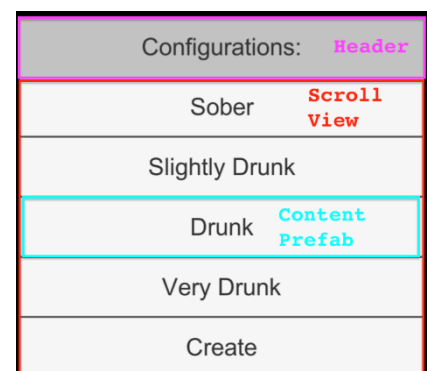 Configurations: Header
Sober Scroll View
Slightly Drunk
Drunk Content Prefab
Very Drunk
Create